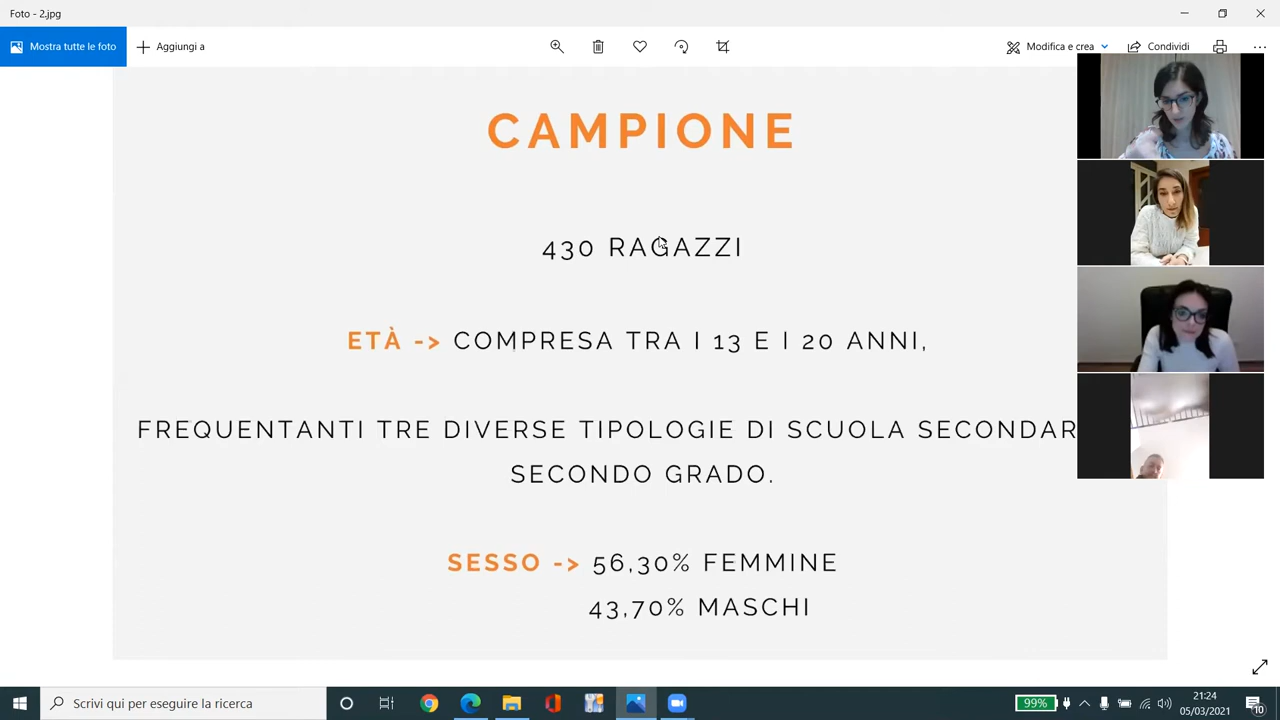 Foto - 2.jpg
Mostra tutte le foto
Aggiungi a
Modifica e crea
Condividi
CAMPIONE
430 RAGAZZI
ETÀ -> COMPRESA TRA I 13 E I 20 ANNI,
FREQUENTANTI TRE DIVERSE TIPOLOGIE DI SCUOLA
SECONDO GRADO.
SESSO -> 56,30% FEMMINE
43,70% MASCHI
Scrivi qui per eseguire la ricerca
99%
21:24
05/03/2021
10